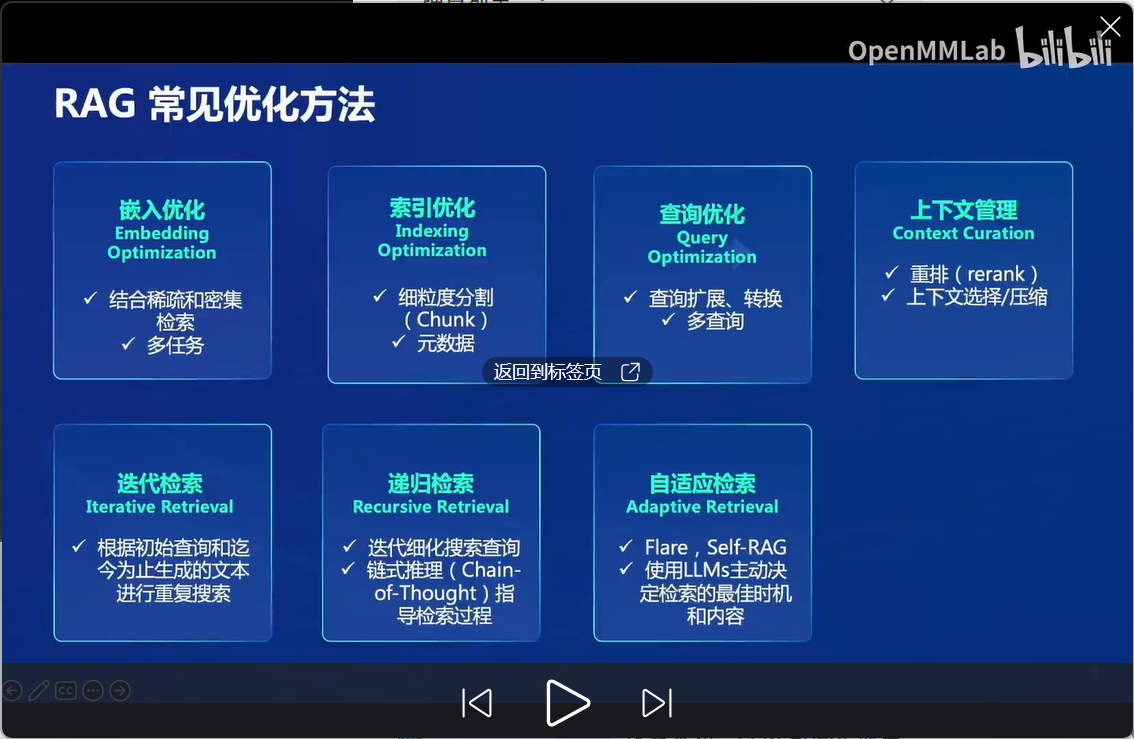 OpenMMLab bilibili
RAG 常见优化方法
嵌入优化
Embedding
Optimization
✓ 结合稀疏和密集
检索
✓ 多任务
索引优化
Indexing
Optimization
✓ 细粒度分割
（Chunk）
✓ 元数据
查询优化
Query
Optimization
✓ 查询扩展、转换
✓ 多查询
上下文管理
Context Curation
✓ 重排（rerank）
✓ 上下文选择/压缩
返回到标签页
迭代检索
Iterative Retrieval
✓ 根据初始查询和迄
今为止生成的文本
进行重复搜索
递归检索
Recursive Retrieval
✓ 迭代细化搜索查询
✓ 链式推理（Chain-
of-Thought）指
导检索过程
自适应检索
Adaptive Retrieval
✓ Flare，Self-RAG
✓ 使用LLMs主动决
定检索的最佳时机
和内容
CC